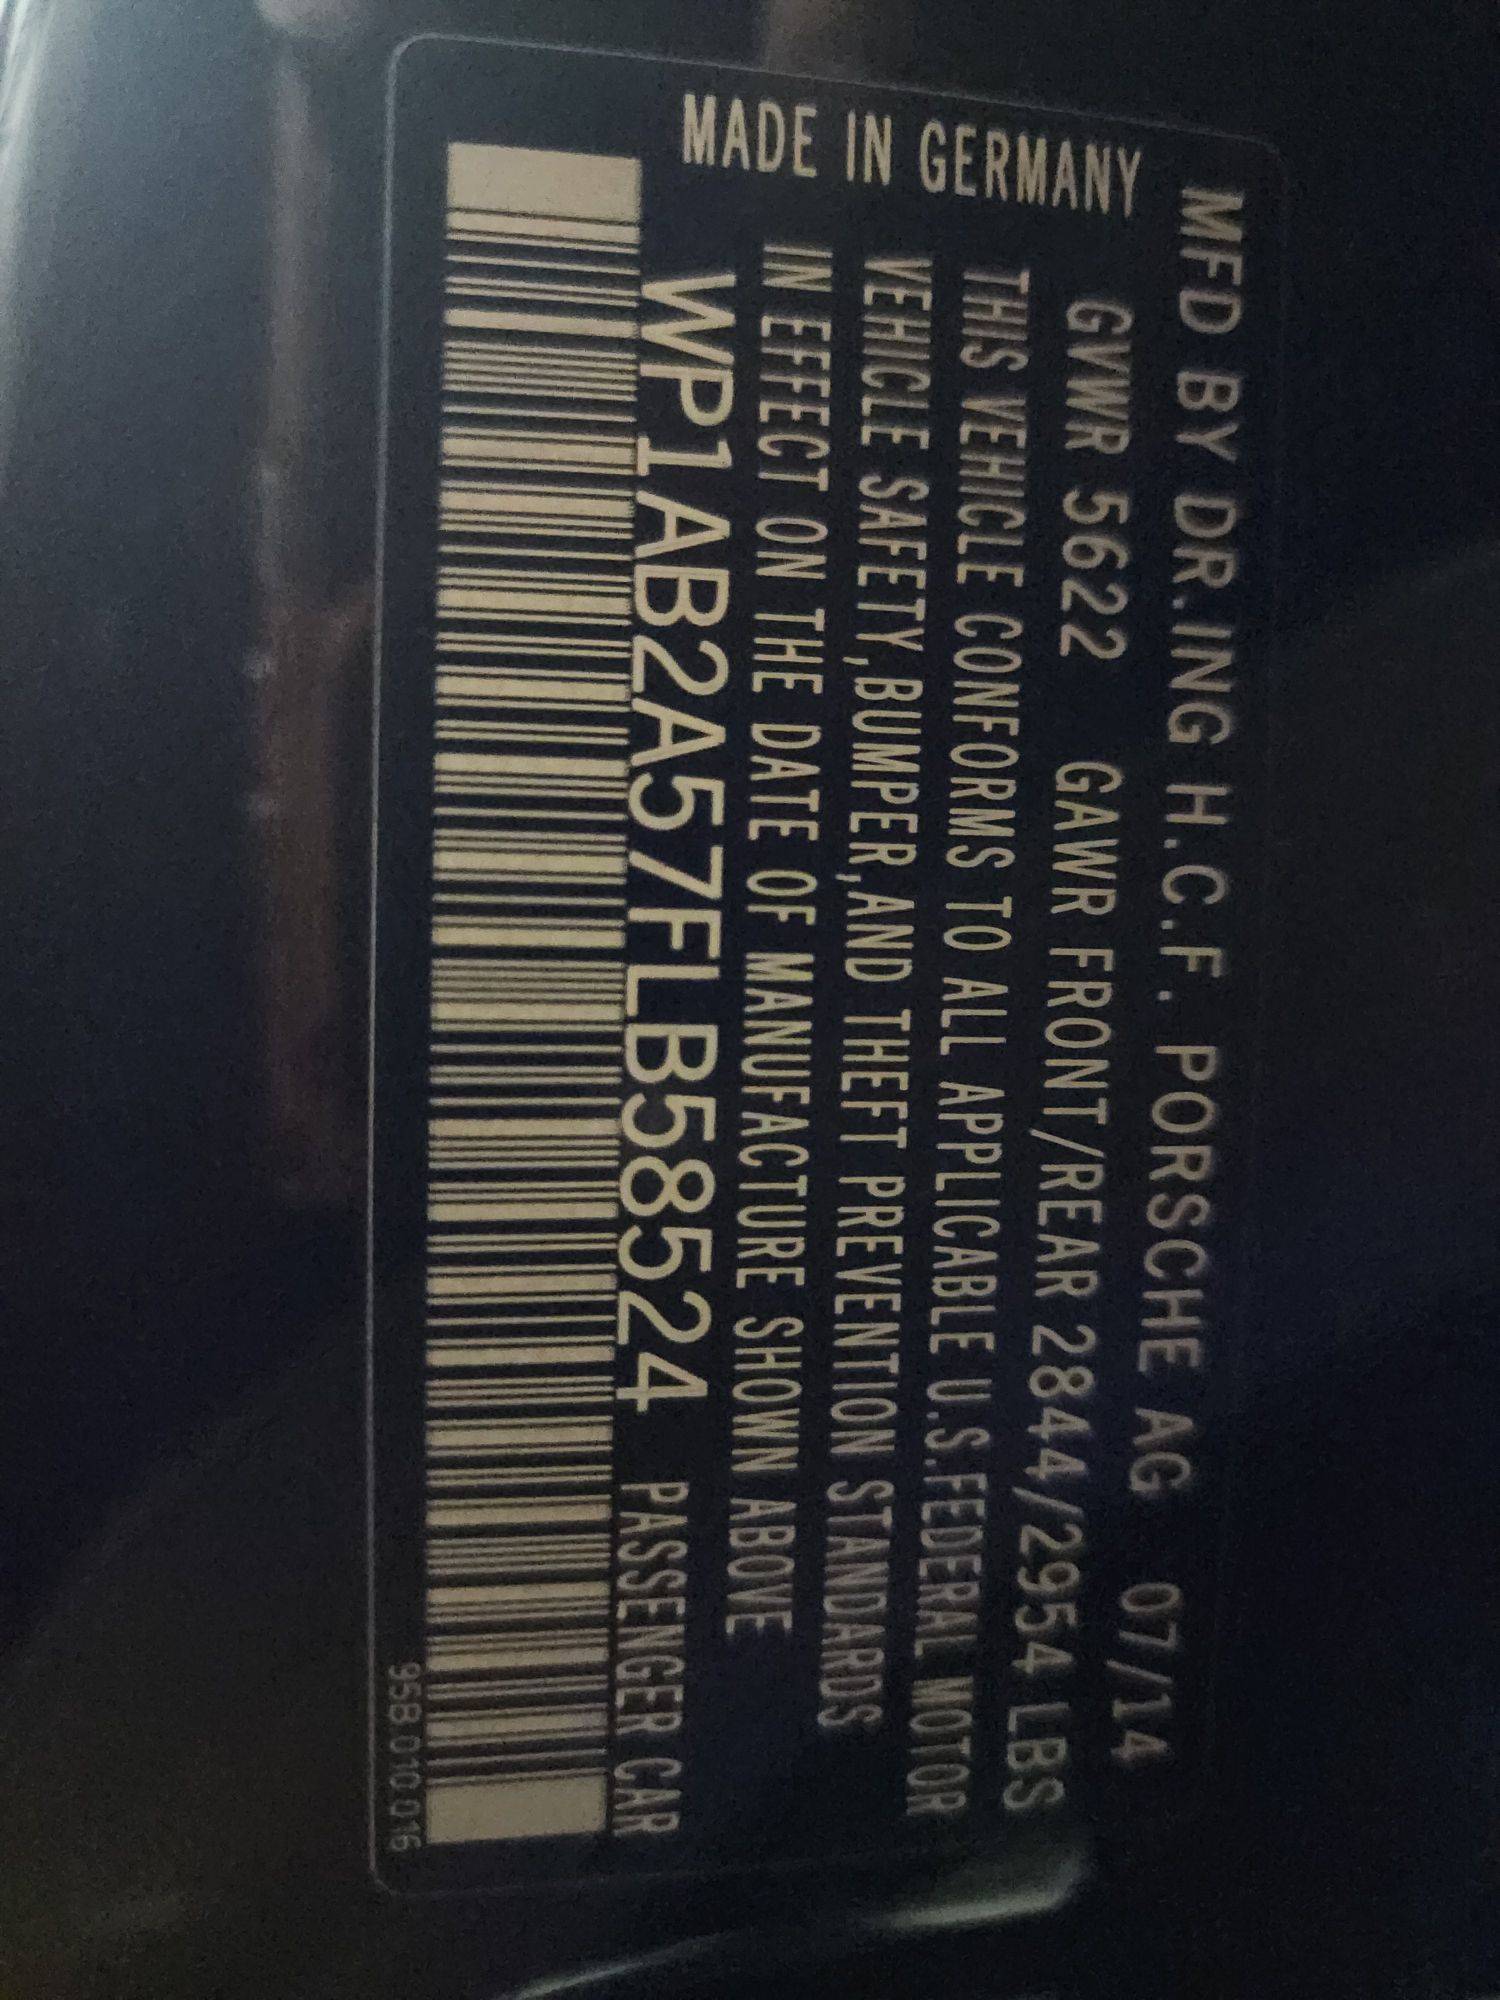 MFD BY DR.ING H.C.F. PORSCHE AG 07/14
GVWR 5622 GAWR FRONT/REAR 2844/2954 LBS
THIS VEHICLE CONFORMS TO ALL APPLICABLE U.S.FEDERAL MOTOR
VEHICLE SAFETY,BUMPER,AND THEFT PREVENTION STANDARDS
IN EFFECT ON THE DATE OF MANUFACTURE SHOWN ABOVE
WP1AB2A57FLB58524 PASSENGER CAR
MADE IN GERMANY
95B.010.016